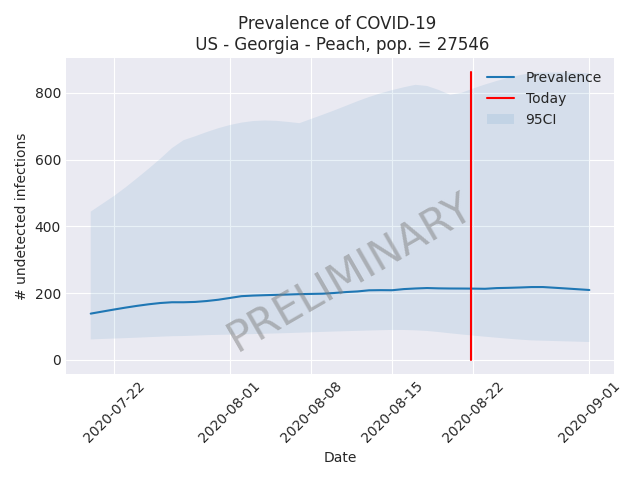 Prevalence of COVID-19
US - Georgia - Peach, pop. = 27546
Prevalence
Today
95CI
PRELIMINARY
# undetected infections
800
600
400
200
0
2020-07-22
2020-08-01
2020-08-08
2020-08-15
2020-08-22
2020-09-01
Date